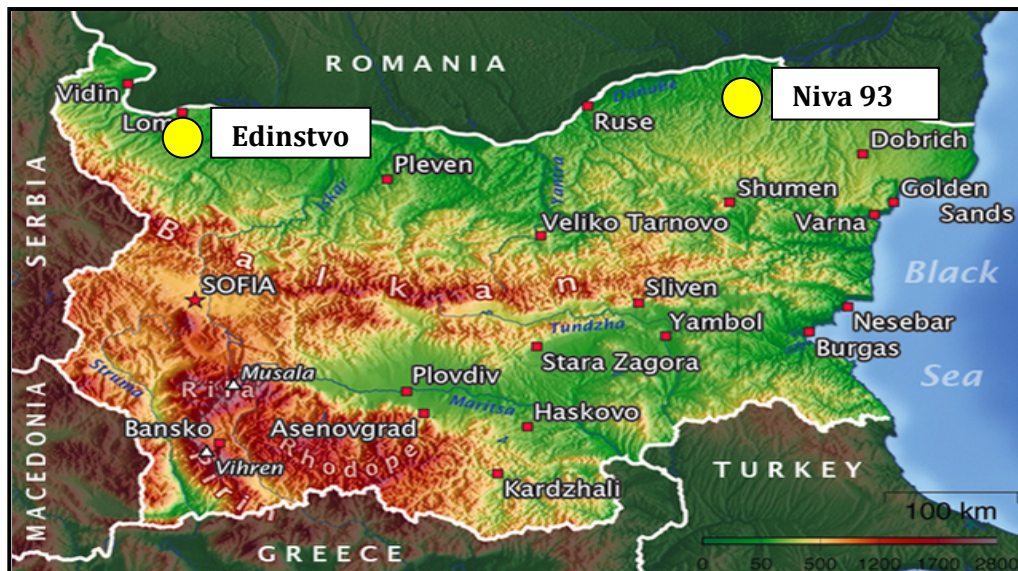 ROMANIA
Vidin
Lom
Edinstvo
Danube
Ruse
Niva 93
Dobrich
Pleven
Iskar
Yantra
Shumen
Golden
Sands
Varna
Veliko Tarnovo
SERBIA
Balkan
SOFIA
Black
Sea
Sliven
Tundzha
Yambol
Nesebar
Burgas
Stara Zagora
Struma
Musala
Rila
Plovdiv
Maritsa
Haskovo
MACEDONIA
Bansko
Asenovgrad
Rhodope
Vihren
Pirin
Kardzhali
TURKEY
GREECE
100 km
0 50 500 1200 1700 2800